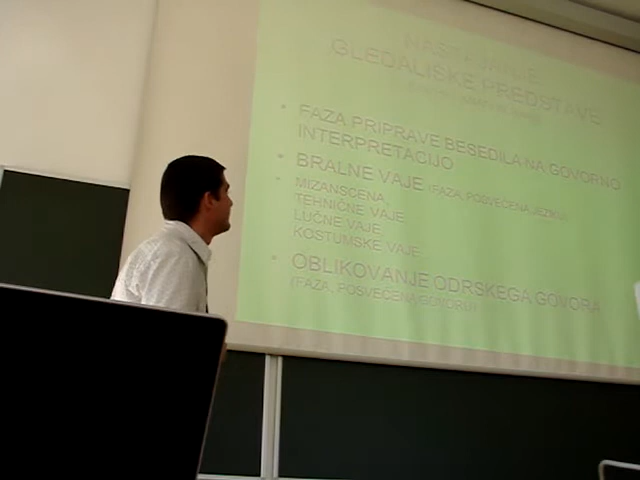 NASTAJANJE
GLEDALIŠKE PREDSTAVE
FAZA PRIPRAVE BESEDILA NA GOVORNO
INTERPRETACIJO
BRALNE VAJE (FAZA, POSVEČENA JEZIKU)
MIZANSCENA,
TEHNIČNE VAJE
LUČNE VAJE
KOSTUMSKE VAJE
OBLIKOVANJE ODRSKEGA GOVORA
(FAZA, POSVEČENA GOVORU)